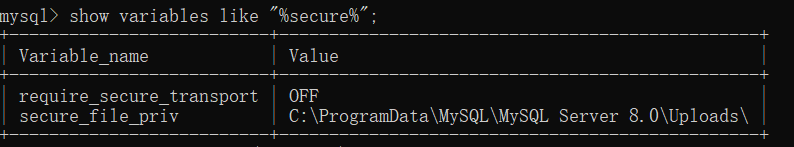 mysql> show variables like "%secure%";
+--------------------------+------------------------------------------------+
| Variable_name            | Value                                          |
+--------------------------+------------------------------------------------+
| require_secure_transport | OFF                                            |
| secure_file_priv         | C:\ProgramData\MySQL\MySQL Server 8.0\Uploads\ |
+--------------------------+------------------------------------------------+